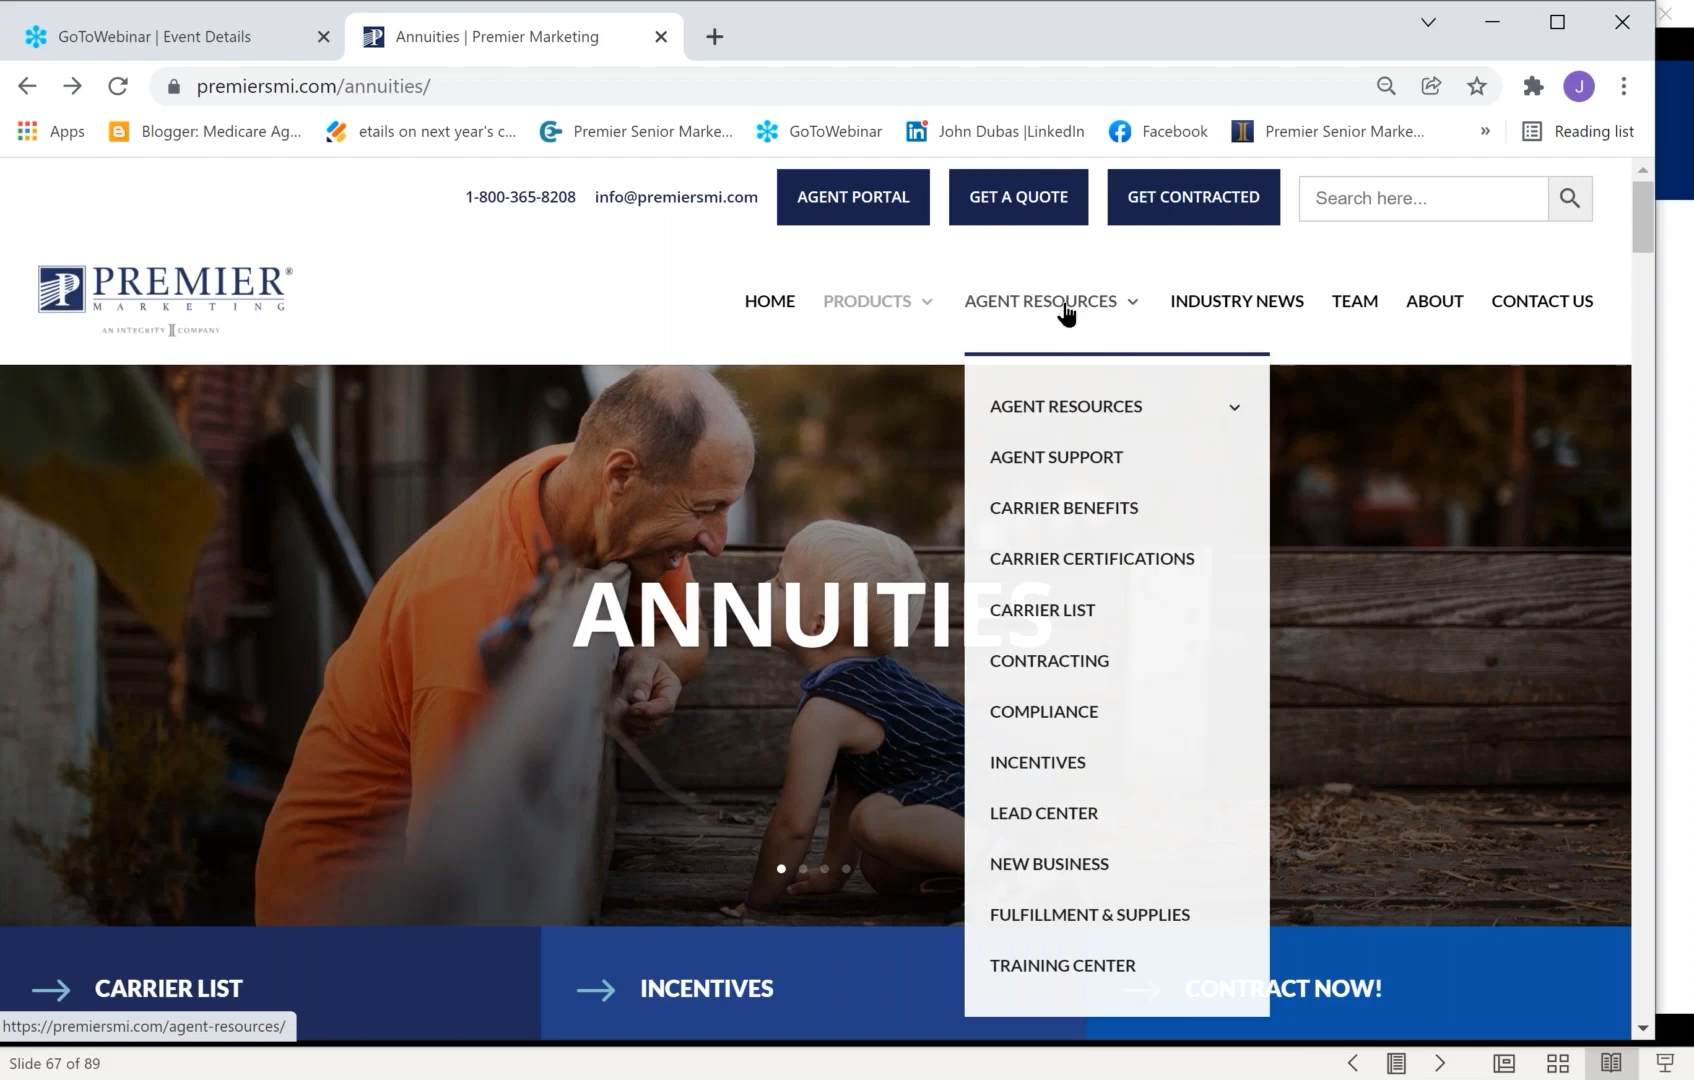 GoToWebinar | Event Details
Annuities | Premier Marketing
premiersmi.com/annuities/
J
Apps
Blogger: Medicare Ag...
etails on next year's c...
Premier Senior Marke...
GoToWebinar
John Dubas |LinkedIn
Facebook
Premier Senior Marke...
»
Reading list
1-800-365-8208
info@premiersmi.com
AGENT PORTAL
GET A QUOTE
GET CONTRACTED
Search here...
PREMIER®
MARKETING
AN INTEGRITY COMPANY
HOME
PRODUCTS
AGENT RESOURCES
INDUSTRY NEWS
TEAM
ABOUT
CONTACT US
AGENT RESOURCES
AGENT SUPPORT
CARRIER BENEFITS
CARRIER CERTIFICATIONS
CARRIER LIST
CONTRACTING
COMPLIANCE
INCENTIVES
LEAD CENTER
NEW BUSINESS
FULFILLMENT & SUPPLIES
TRAINING CENTER
ANNUITIES
CARRIER LIST
INCENTIVES
CONTRACT NOW!
https://premiersmi.com/agent-resources/
Slide 67 of 89